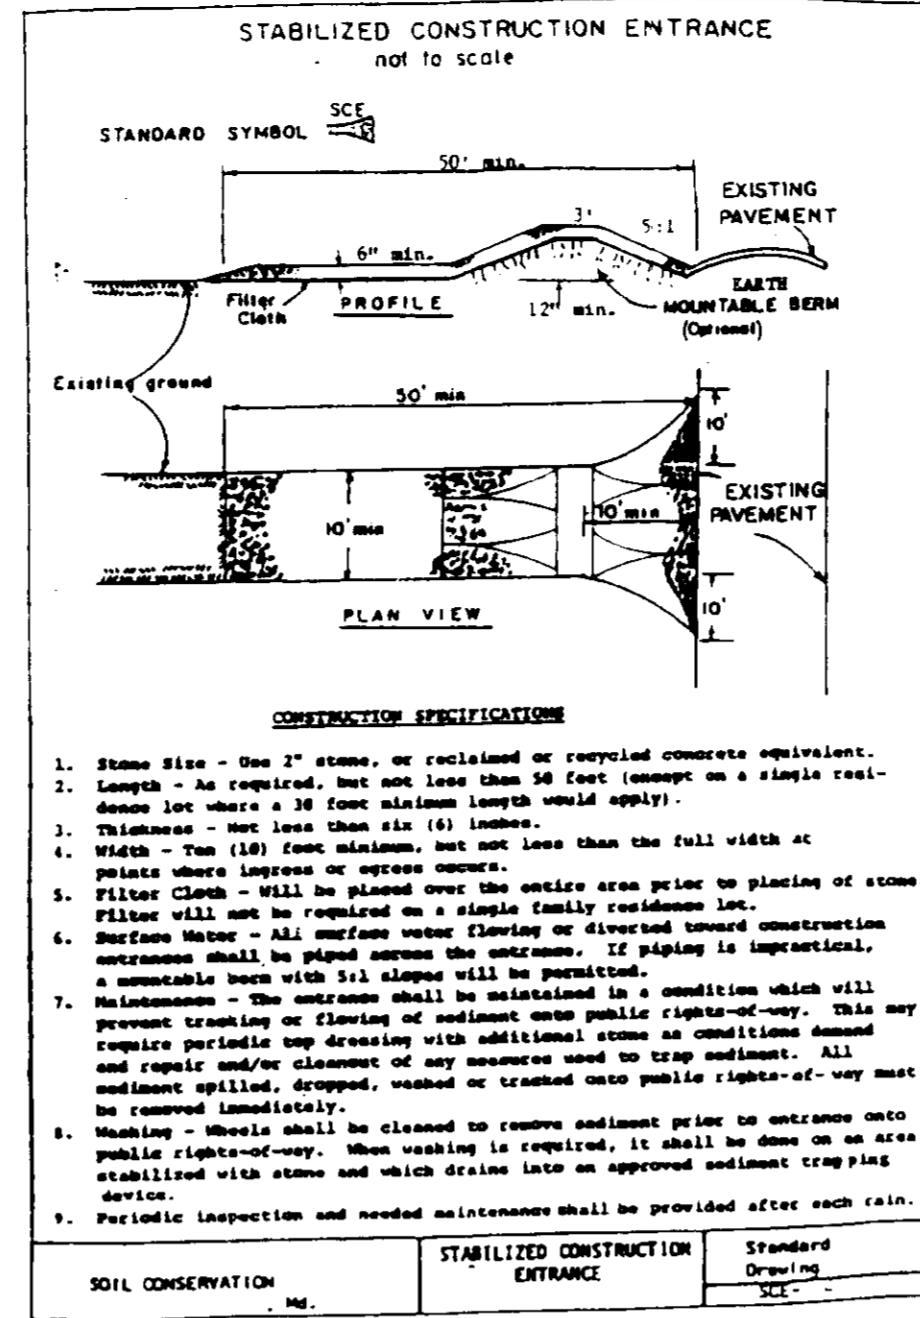 STABILIZED CONSTRUCTION ENTRANCE
not to scale
SCE
STANDARD SYMBOL
50' min.
EXISTING
PAVEMENT
3'
5:1
6" min.
Filter
Cloth
PROFILE
12" min.
EARTH
MOUNTABLE BERM
(Optional)
Existing ground
50' min
10'
10' min
10' min
EXISTING
PAVEMENT
10'
PLAN VIEW
CONSTRUCTION SPECIFICATIONS
1. Stone Size - Use 2" stone, or reclaimed or recycled concrete equivalent.
2. Length - As required, but not less than 50 feet (except on a single resi-
dence lot where a 30 foot minimum length would apply).
3. Thickness - Not less than six (6) inches.
4. Width - Ten (10) foot minimum, but not less than the full width at
points where ingress or egress occurs.
5. Filter Cloth - Will be placed over the entire area prior to placing of stone
Filter will not be required on a single family residence lot.
6. Surface Water - All surface water flowing or diverted toward construction
entrances shall be piped across the entrance. If piping is impractical,
a mountable berm with 5:1 slopes will be permitted.
7. Maintenance - The entrance shall be maintained in a condition which will
prevent tracking or flowing of sediment onto public rights-of-way. This may
require periodic top dressing with additional stone as conditions demand
and repair and/or cleanout of any measures used to trap sediment. All
sediment spilled, dropped, washed or tracked onto public rights-of-way must
be removed immediately.
8. Washing - Wheels shall be cleaned to remove sediment prior to entrance onto
public rights-of-way. When washing is required, it shall be done on an area
stabilized with stone and which drains into an approved sediment trapping
device.
9. Periodic inspection and needed maintenance shall be provided after each rain.
SOIL CONSERVATION
Md.
STABILIZED CONSTRUCTION
ENTRANCE
Standard
Drawing
SCE- -